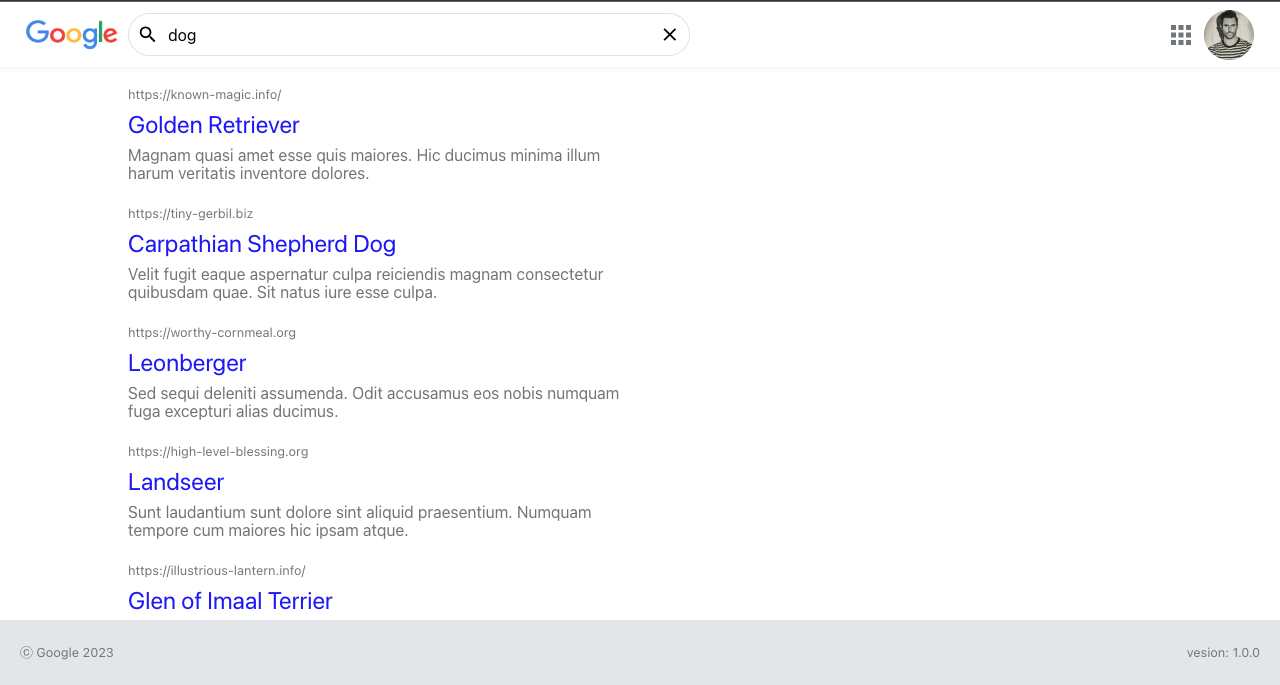 Google
dog
https://known-magic.info/
Golden Retriever
Magnam quasi amet esse quis maiores. Hic ducimus minima illum
harum veritatis inventore dolores.
https://tiny-gerbil.biz
Carpathian Shepherd Dog
Velit fugit eaque aspernatur culpa reiciendis magnam consectetur
quibusdam quae. Sit natus iure esse culpa.
https://worthy-cornmeal.org
Leonberger
Sed sequi deleniti assumenda. Odit accusamus eos nobis numquam
fuga excepturi alias ducimus.
https://high-level-blessing.org
Landseer
Sunt laudantium sunt dolore sint aliquid praesentium. Numquam
tempore cum maiores hic ipsam atque.
https://illustrious-lantern.info/
Glen of Imaal Terrier
ⓒ Google 2023
vesion: 1.0.0